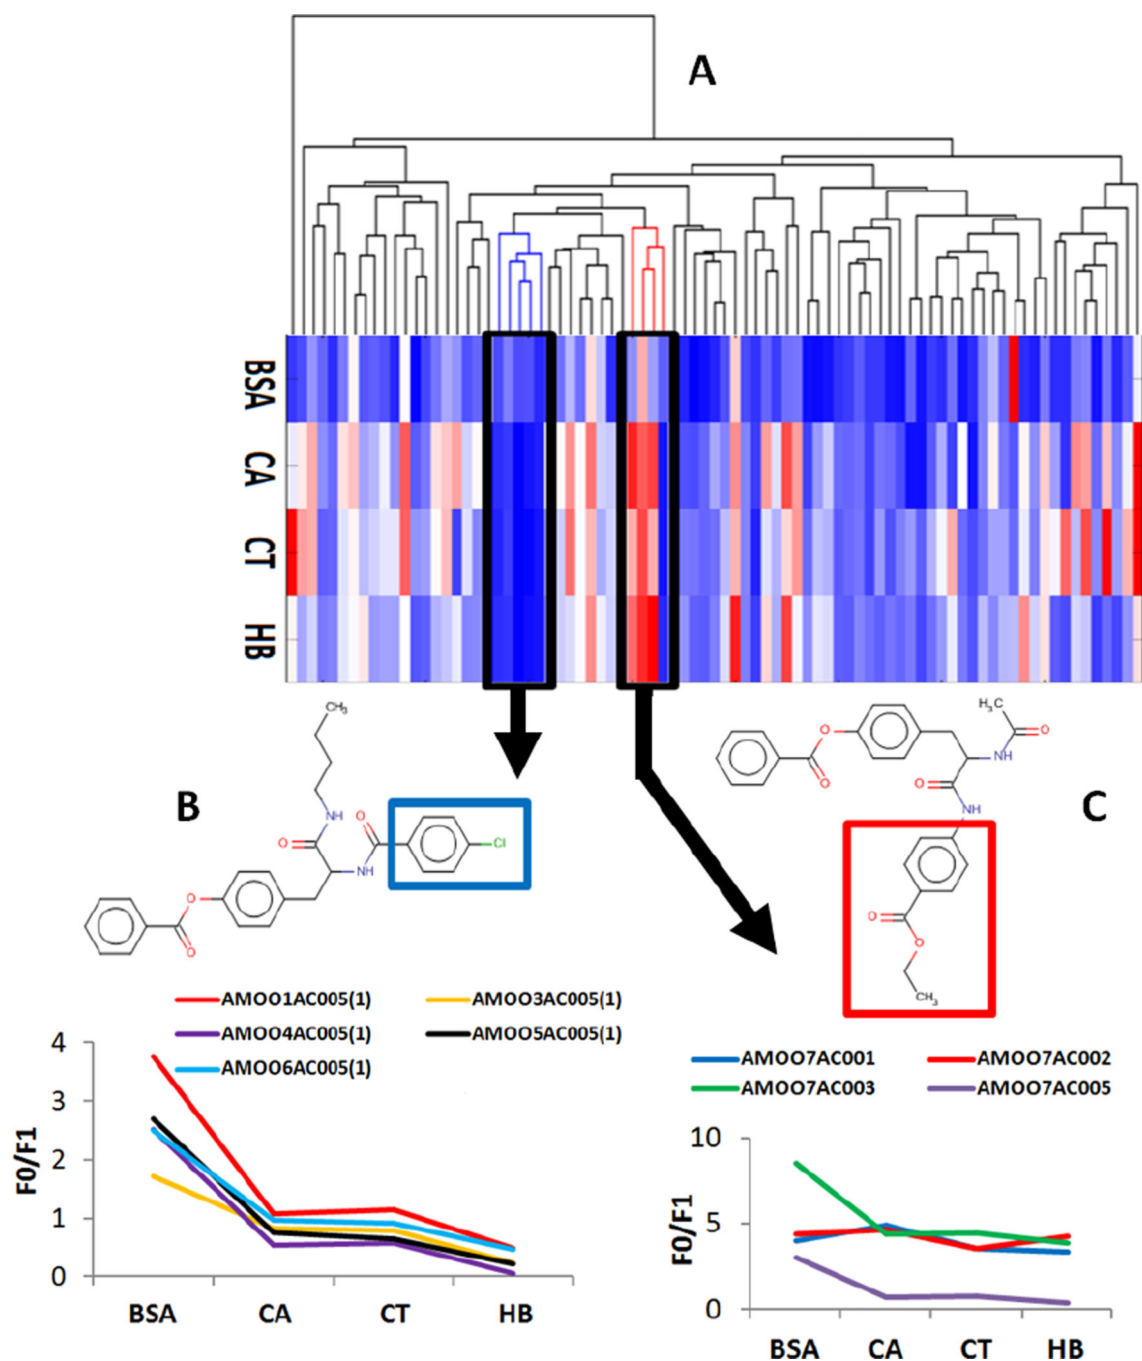 A
BSA
CA
CT
HB
CH₃
NH
O
O
NH
Cl
O
O
B
H₃C
O
NH
O
O
O
NH
C
O
O
CH₃
AMOO1AC005(1) AMOO3AC005(1)
AMOO4AC005(1) AMOO5AC005(1)
AMOO6AC005(1)
F0/F1
4
3
2
1
0
BSA CA CT HB
AMOO7AC001 AMOO7AC002
AMOO7AC003 AMOO7AC005
F0/F1
10
5
0
BSA CA CT HB